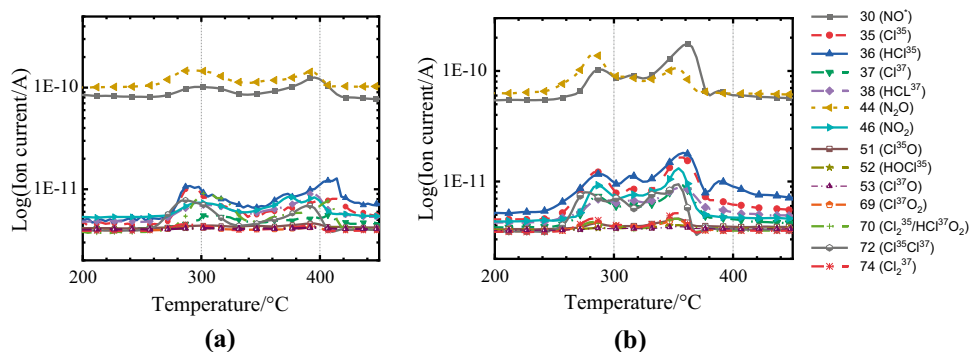 Log(Ion current/A)
1E-10
1E-11
200
300
400
Temperature/°C
(a)
Log(Ion current/A)
1E-10
1E-11
200
300
400
Temperature/°C
(b)
30 (NO*)
35 (Cl³⁵)
36 (HCl³⁵)
37 (Cl³⁷)
38 (HCL³⁷)
44 (N₂O)
46 (NO₂)
51 (Cl³⁵O)
52 (HOCl³⁵)
53 (Cl³⁷O)
69 (Cl³⁷O₂)
70 (Cl₂³⁵/HCl³⁷O₂)
72 (Cl³⁵Cl³⁷)
74 (Cl₂³⁷)